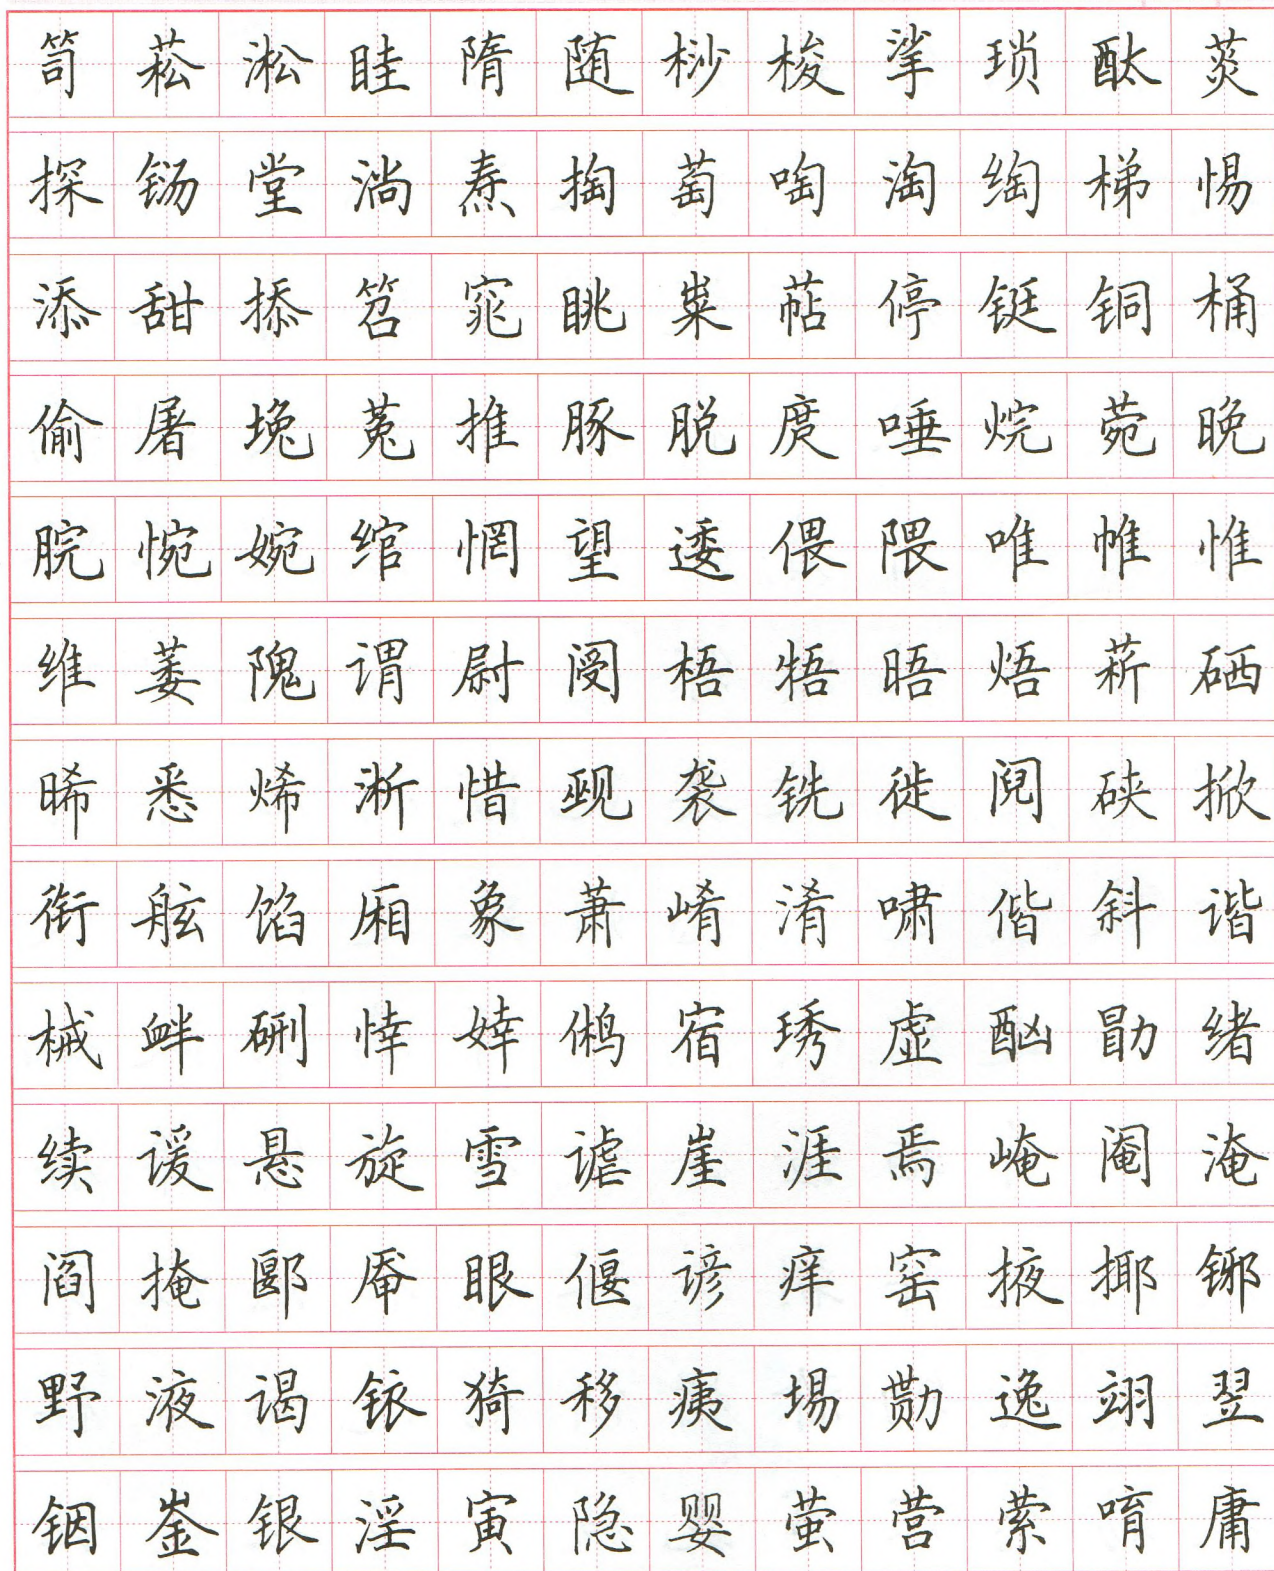 笥菘淞眭隋随桫梭挲琐酞菼
探铴堂淌焘掏萄啕淘绹梯惕
添甜掭笤窕眺粜萜停铤铜桶
偷屠堍菟推豚脱庹唾烷菀晚
脘惋婉绾惘望逶偎隈唯帷惟
维萎隗谓尉阌梧牾晤焐菥硒
晞悉烯淅惜觋袭铣徙阋硖掀
衔舷馅厢象萧崤淆啸偕斜谐
械衅硎悻婞鸺宿琇虚酗勖绪
续谖悬旋雪谑崖涯焉崦阉淹
阎掩郾厣眼偃谚痒窑掖揶铘
野液谒铱猗移痍埸勚逸翊翌
铟崟银淫寅隐婴萤营萦唷庸